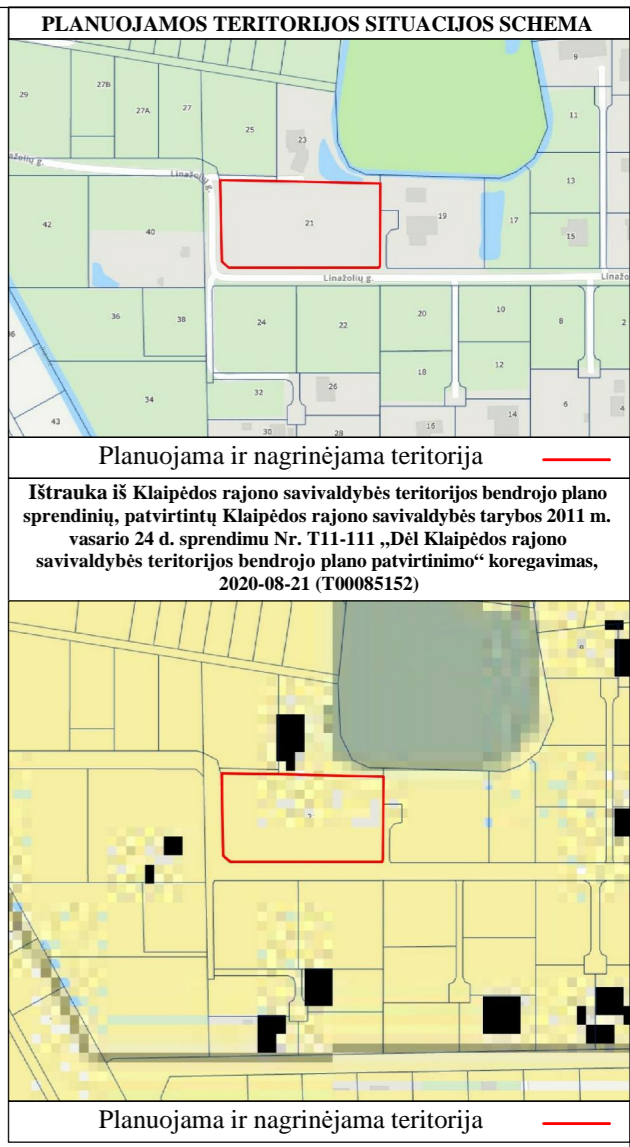 PLANUOJAMOS TERITORIJOS SITUACIJOS SCHEMA
9
29
27B
27A
27
25
23
11
Linažolių g.
13
42
40
21
19
17
15
Linažolių g.
36
38
24
22
20
10
8
2
34
32
26
18
12
43
30
28
16
14
6
4
Planuojama ir nagrinėjama teritorija
Ištrauka iš Klaipėdos rajono savivaldybės teritorijos bendrojo plano
sprendinių, patvirtintų Klaipėdos rajono savivaldybės tarybos 2011 m.
vasario 24 d. sprendimu Nr. T11-111 „Dėl Klaipėdos rajono
savivaldybės teritorijos bendrojo plano patvirtinimo“ koregavimas,
2020-08-21 (T00085152)
Planuojama ir nagrinėjama teritorija